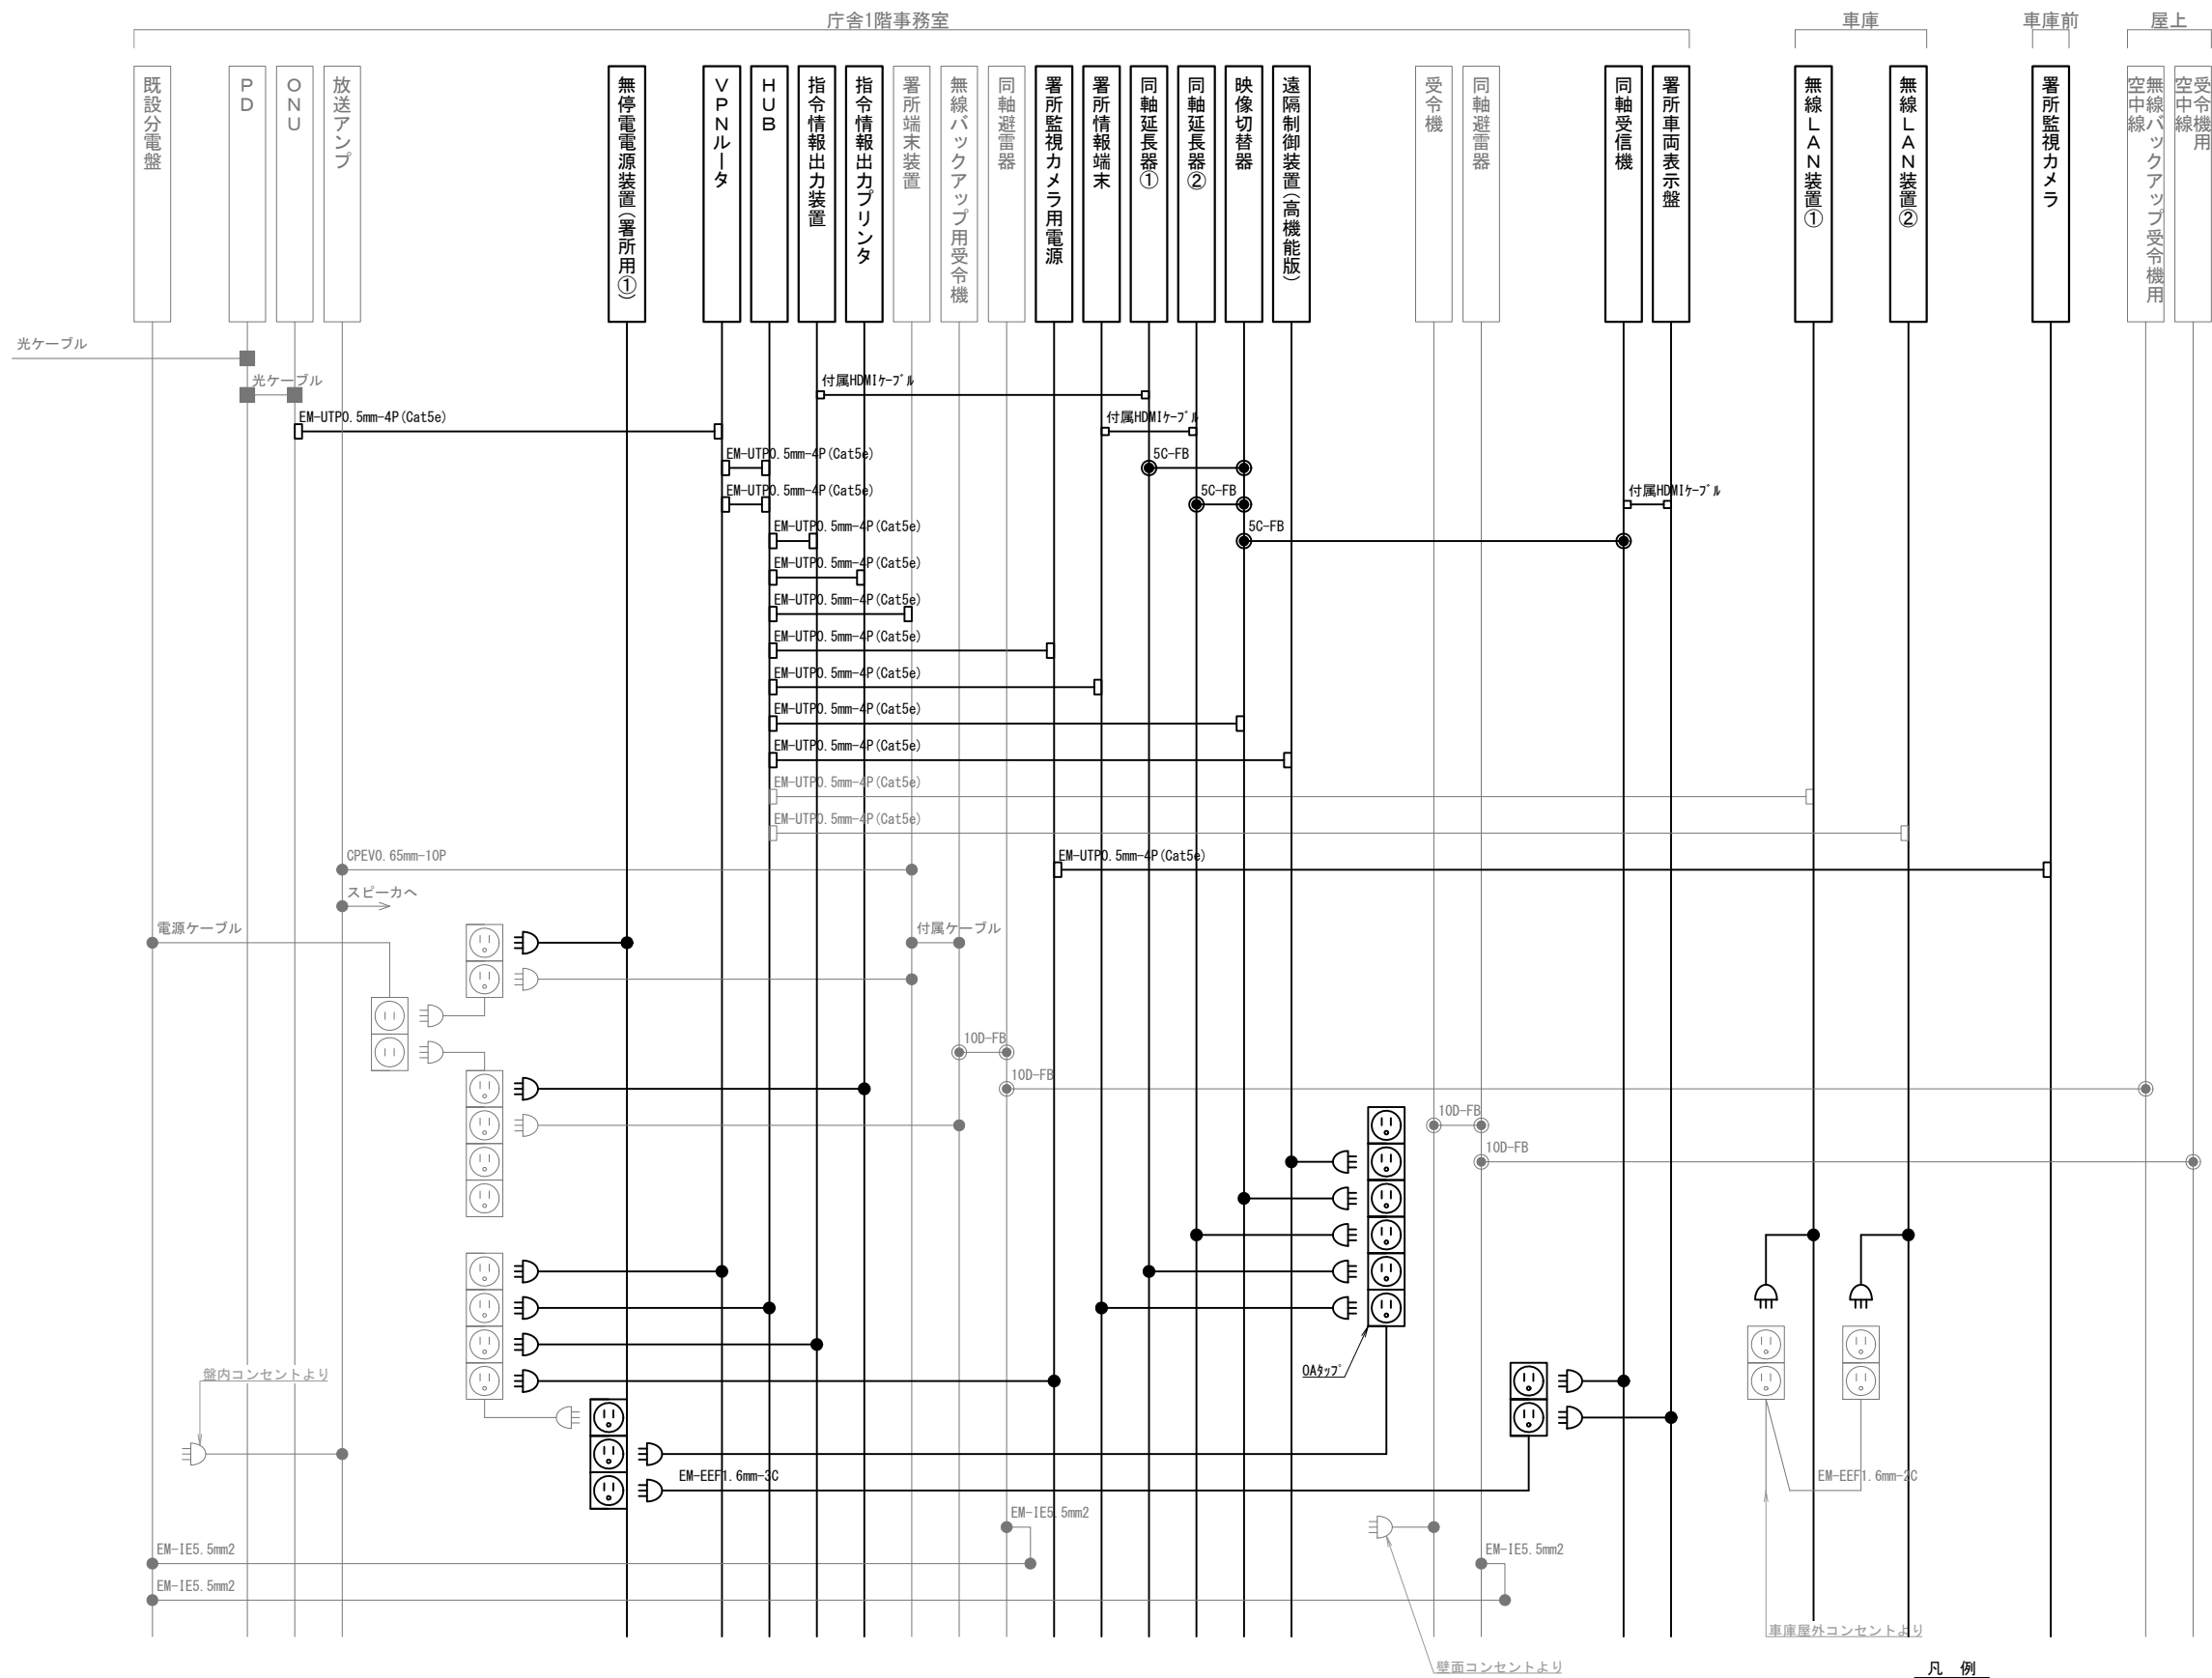 庁舎1階事務室
車庫
車庫前
屋上
既設分電盤
PD
ONU
放送アンプ
無停電電源装置(署所用①)
VPNルータ
HUB
指令情報出力装置
指令情報出力プリンタ
署所端末装置
無線バックアップ用受令機
同軸避雷器
署所監視カメラ用電源
署所情報端末
同軸延長器①
同軸延長器②
映像切替器
遠隔制御装置(高機能版)
受令機
同軸避雷器
同軸受信機
署所車両表示盤
無線LAN装置①
無線LAN装置②
署所監視カメラ
無線バックアップ受令機用
空中線
受令機用
空中線
光ケーブル
光ケーブル
付属HDMIケーブル
EM-UTP0.5mm-4P(Cat5e)
付属HDMIケーブル
EM-UTP0.5mm-4P(Cat5e)
5C-FB
EM-UTP0.5mm-4P(Cat5e)
5C-FB
付属HDMIケーブル
EM-UTP0.5mm-4P(Cat5e)
5C-FB
EM-UTP0.5mm-4P(Cat5e)
EM-UTP0.5mm-4P(Cat5e)
EM-UTP0.5mm-4P(Cat5e)
EM-UTP0.5mm-4P(Cat5e)
EM-UTP0.5mm-4P(Cat5e)
EM-UTP0.5mm-4P(Cat5e)
EM-UTP0.5mm-4P(Cat5e)
EM-UTP0.5mm-4P(Cat5e)
CPEV0.65mm-10P
EM-UTP0.5mm-4P(Cat5e)
スピーカへ
電源ケーブル
付属ケーブル
10D-FB
10D-FB
10D-FB
10D-FB
盤内コンセントより
OAタップ
EM-EEF1.6mm-3C
EM-EEF1.6mm-2C
EM-IE5.5mm2
EM-IE5.5mm2
EM-IE5.5mm2
EM-IE5.5mm2
車庫屋外コンセントより
壁面コンセントより
凡 例